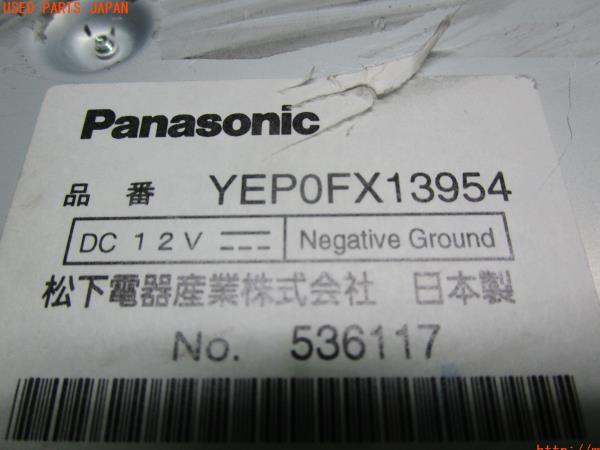 USED PARTS JAPAN
Panasonic
品 番 YEP0FX13954
DC 12V Negative Ground
松下電器産業株式会社 日本製
No. 536117